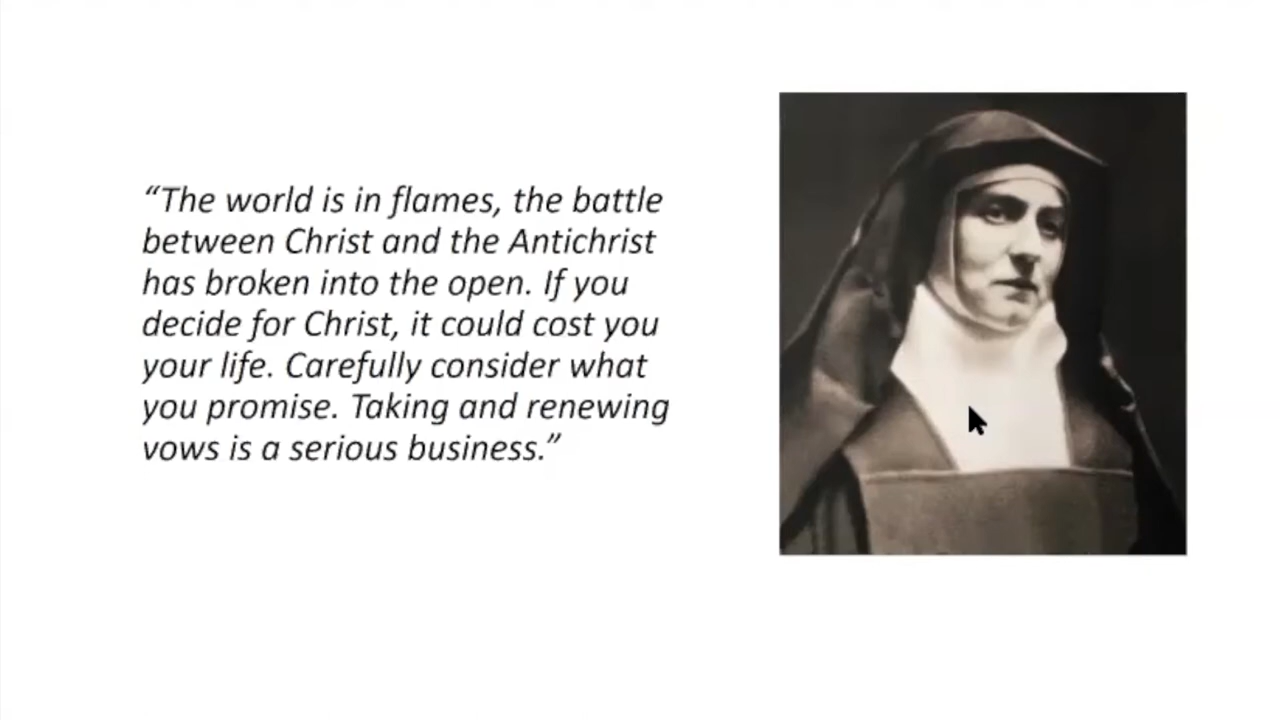 “The world is in flames, the battle
between Christ and the Antichrist
has broken into the open. If you
decide for Christ, it could cost you
your life. Carefully consider what
you promise. Taking and renewing
vows is a serious business.”